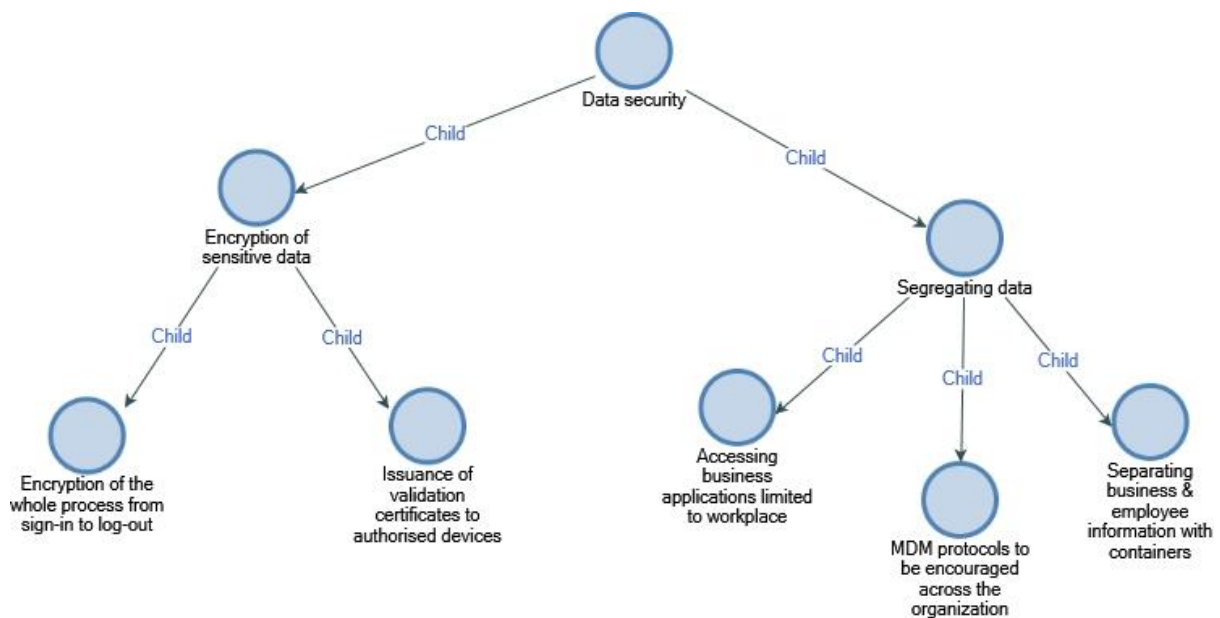 Data security
Child
Child
Encryption of
sensitive data
Segregating data
Child
Child
Child
Child
Child
Encryption of the
whole process from
sign-in to log-out
Issuance of
validation
certificates to
authorised devices
Accessing
business
applications limited
to workplace
MDM protocols to
be encouraged
across the
organization
Separating
business &
employee
information with
containers